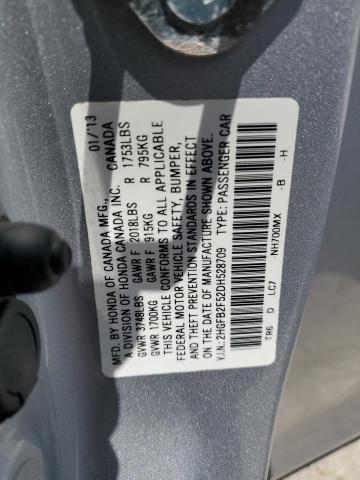 MFD. BY HONDA OF CANADA MFG., 01/'13
A DIVISION OF HONDA CANADA INC. CANADA
GVWR 3748LBS GAWR F 2018LBS R 1753LBS
GVWR 1700KG GAWR F 915KG R 795KG
THIS VEHICLE CONFORMS TO ALL APPLICABLE
FEDERAL MOTOR VEHICLE SAFETY, BUMPER,
AND THEFT PREVENTION STANDARDS IN EFFECT
ON THE DATE OF MANUFACTURE SHOWN ABOVE.
V.I.N.: 2HGFB2F52DH528709 TYPE: PASSENGER CAR
TR6 D LC7 -NH700MX -B -H